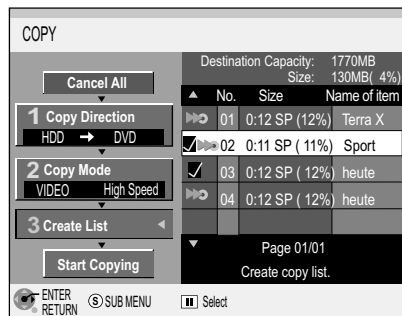 COPY
Destination Capacity: 1770MB
Size: 130MB( 4%)
Cancel All
No. Size Name of item
1 Copy Direction
HDD → DVD
01 0:12 SP (12%) Terra X
02 0:11 SP ( 11%) Sport
2 Copy Mode
VIDEO High Speed
03 0:12 SP ( 12%) heute
04 0:12 SP ( 12%) heute
3 Create List
Start Copying
Page 01/01
Create copy list.
ENTER
RETURN
S SUB MENU
Select